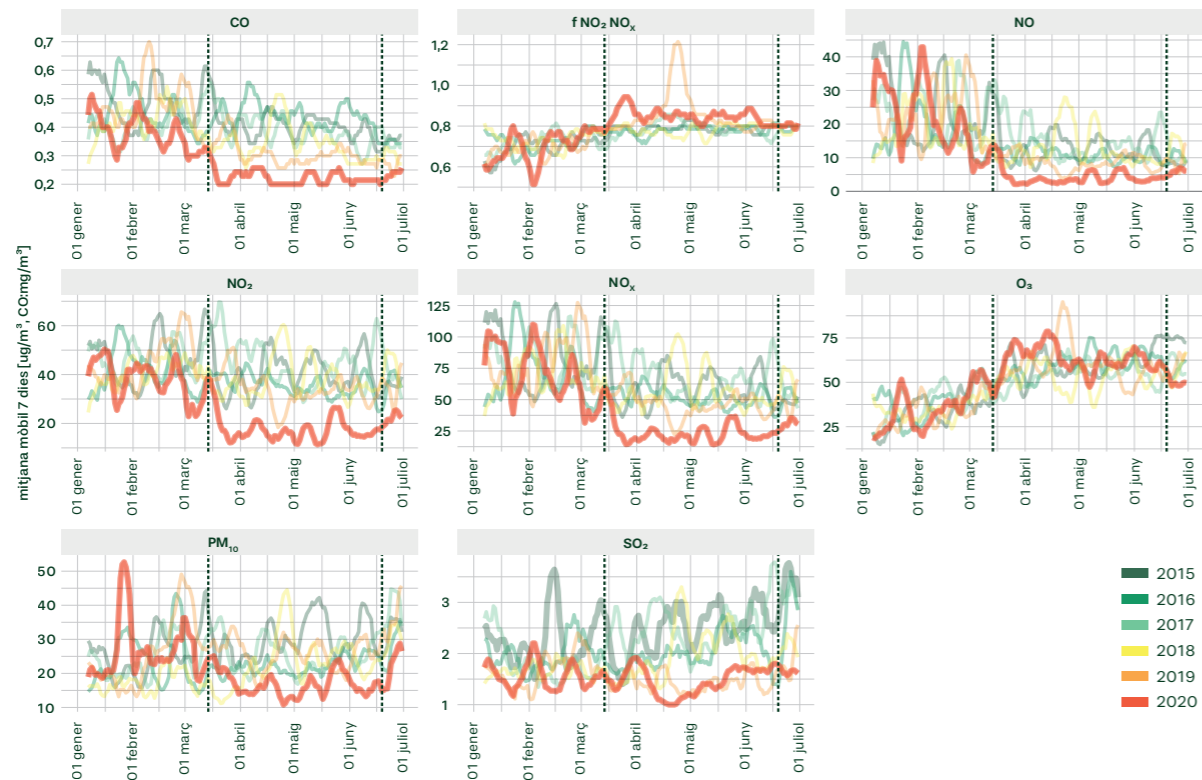 CO
0,7
0,6
0,5
0,4
0,3
0,2
01 gener
01 febrer
01 març
01 abril
01 maig
01 juny
01 juliol
f NO₂ NOₓ
1,2
1,0
0,8
0,6
01 gener
01 febrer
01 març
01 abril
01 maig
01 juny
01 juliol
NO
40
30
20
10
0
01 gener
01 febrer
01 març
01 abril
01 maig
01 juny
01 juliol
mitjana mòbil 7 dies [ug/m³, CO:mg/m³]
NO₂
60
40
20
01 gener
01 febrer
01 març
01 abril
01 maig
01 juny
01 juliol
NOₓ
125
100
75
50
25
01 gener
01 febrer
01 març
01 abril
01 maig
01 juny
01 juliol
O₃
75
50
25
01 gener
01 febrer
01 març
01 abril
01 maig
01 juny
01 juliol
PM₁₀
50
40
30
20
10
01 gener
01 febrer
01 març
01 abril
01 maig
01 juny
01 juliol
SO₂
3
2
1
01 gener
01 febrer
01 març
01 abril
01 maig
01 juny
01 juliol
2015
2016
2017
2018
2019
2020